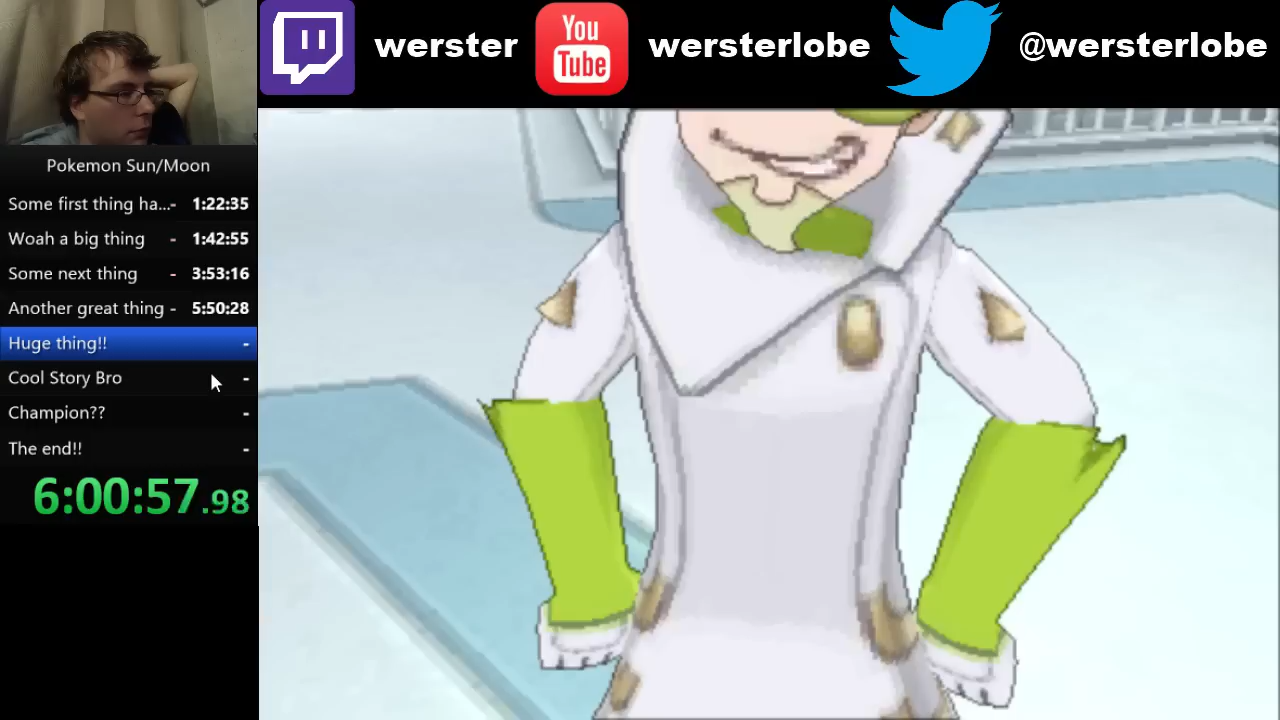 werster
You
Tube
wersterlobe
@wersterlobe
Pokemon Sun/Moon
Some first thing ha...- 1:22:35
Woah a big thing - 1:42:55
Some next thing - 3:53:16
Another great thing - 5:50:28
Huge thing!! -
Cool Story Bro -
Champion?? -
The end!! -
6:00:57.98